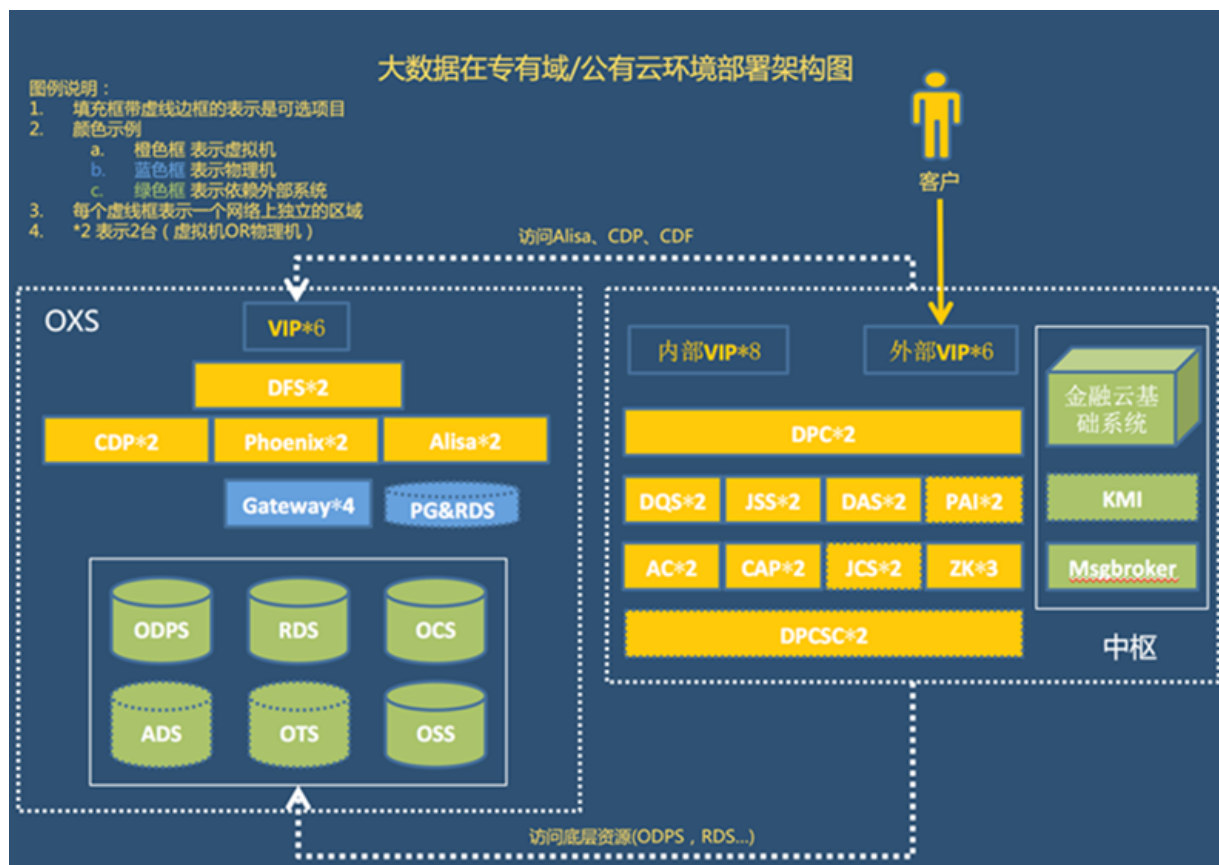 大数据在专有域/公有云环境部署架构图
图例说明：
1. 填充框带虚线边框的表示是可选项目
2. 颜色示例
a. 橙色框 表示虚拟机
b. 蓝色框 表示物理机
c. 绿色框 表示依赖外部系统
3. 每个虚线框表示一个网络上独立的区域
4. *2 表示2台（虚拟机OR物理机）
客户
访问Alisa、CDP、CDF
OXS
VIP*6
DFS*2
CDP*2
Phoenix*2
Alisa*2
Gateway*4
PG&RDS
ODPS
RDS
OCS
ADS
OTS
OSS
内部VIP*8
外部VIP*6
DPC*2
DQS*2
JSS*2
DAS*2
PAI*2
AC*2
CAP*2
JCS*2
ZK*3
DPCSC*2
金融云基
础系统
KMI
Msgbroker
中枢
访问底层资源(ODPS，RDS...)